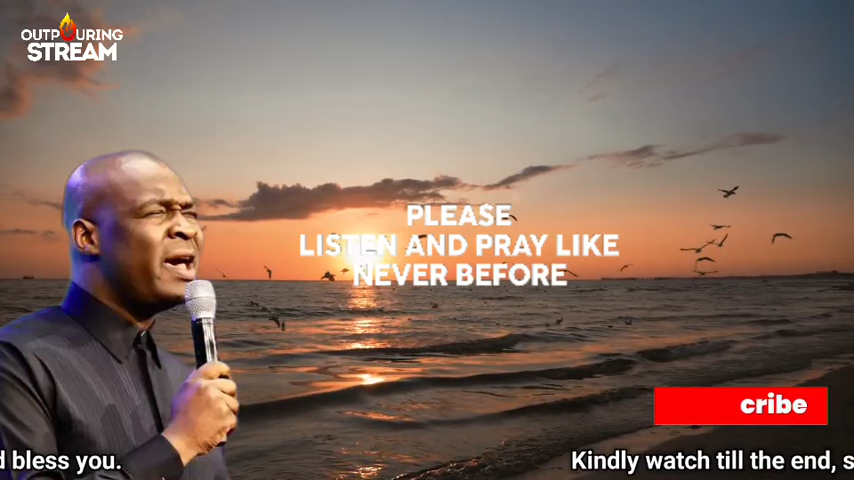 OUTPOURING
STREAM
PLEASE
LISTEN AND PRAY LIKE
NEVER BEFORE
cribe
d bless you.
Kindly watch till the end, s